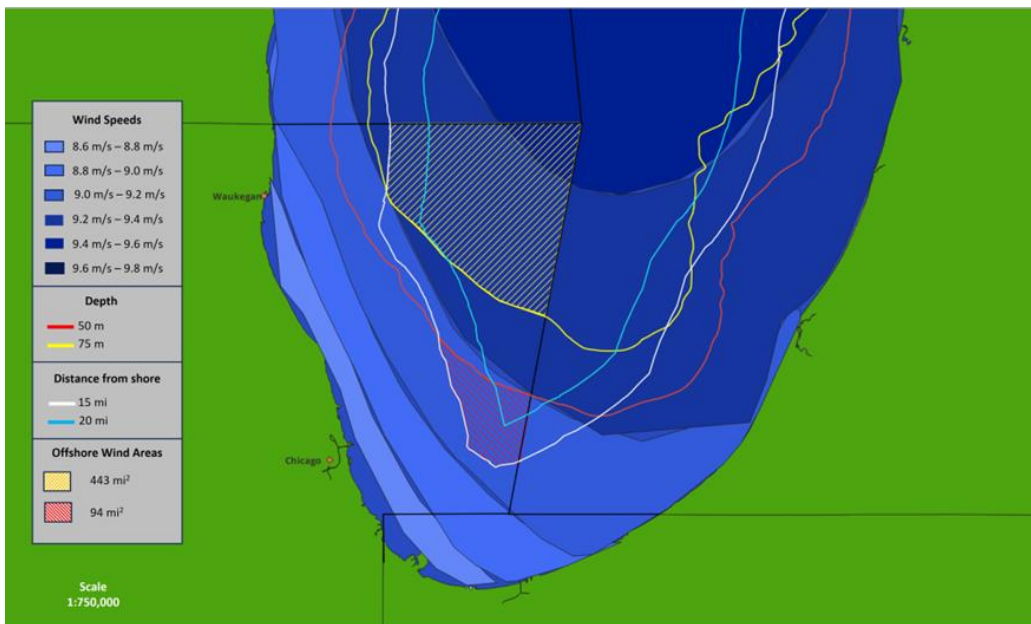 Wind Speeds
8.6 m/s – 8.8 m/s
8.8 m/s – 9.0 m/s
9.0 m/s – 9.2 m/s
9.2 m/s – 9.4 m/s
9.4 m/s – 9.6 m/s
9.6 m/s – 9.8 m/s
Depth
50 m
75 m
Distance from shore
15 mi
20 mi
Offshore Wind Areas
443 mi²
94 mi²
Scale
1:750,000
Waukegan
Chicago